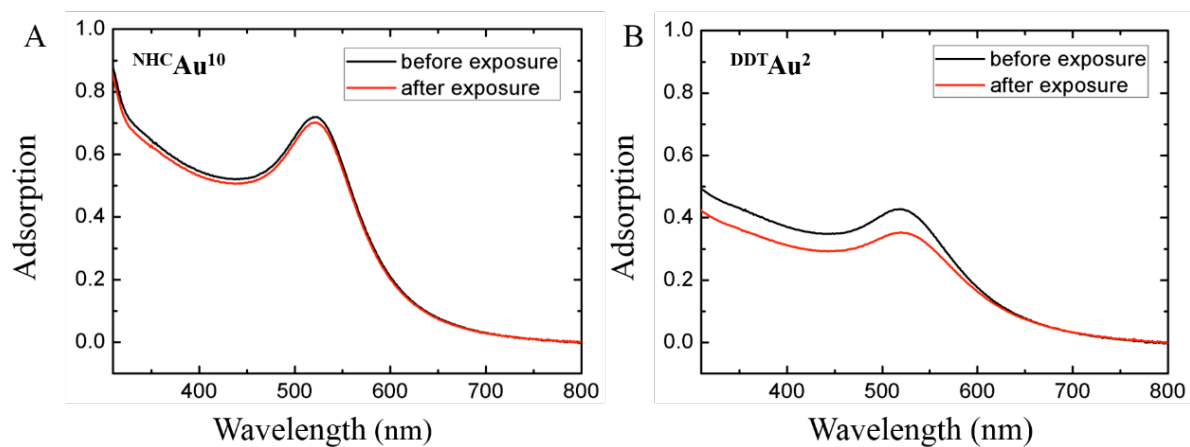 A
NHCAu10
before exposure
after exposure
1.0
0.8
0.6
0.4
0.2
0.0
Adsorption
400 500 600 700 800
Wavelength (nm)
B
DDTAu2
before exposure
after exposure
1.0
0.8
0.6
0.4
0.2
0.0
Adsorption
400 500 600 700 800
Wavelength (nm)